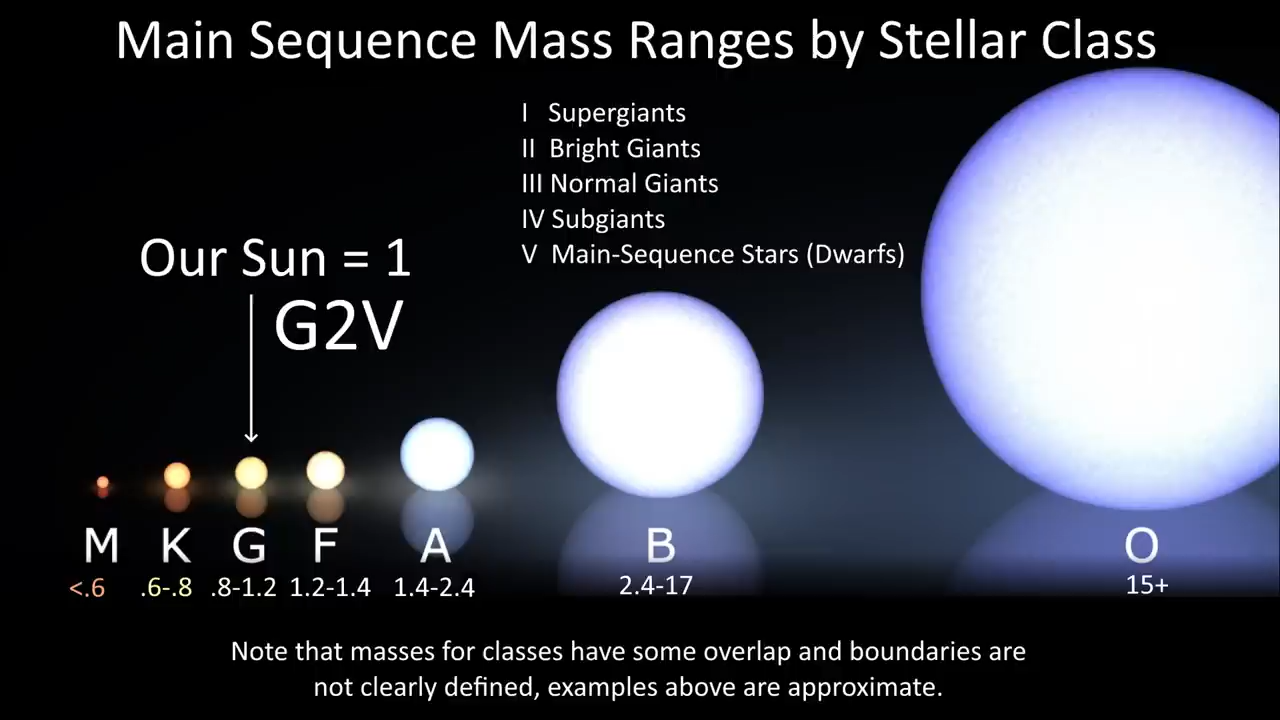 Main Sequence Mass Ranges by Stellar Class
I Supergiants
II Bright Giants
III Normal Giants
IV Subgiants
V Main-Sequence Stars (Dwarfs)
Our Sun = 1
G2V
M K G F A B O
<.6 .6-.8 .8-1.2 1.2-1.4 1.4-2.4 2.4-17 15+
Note that masses for classes have some overlap and boundaries are
not clearly defined, examples above are approximate.